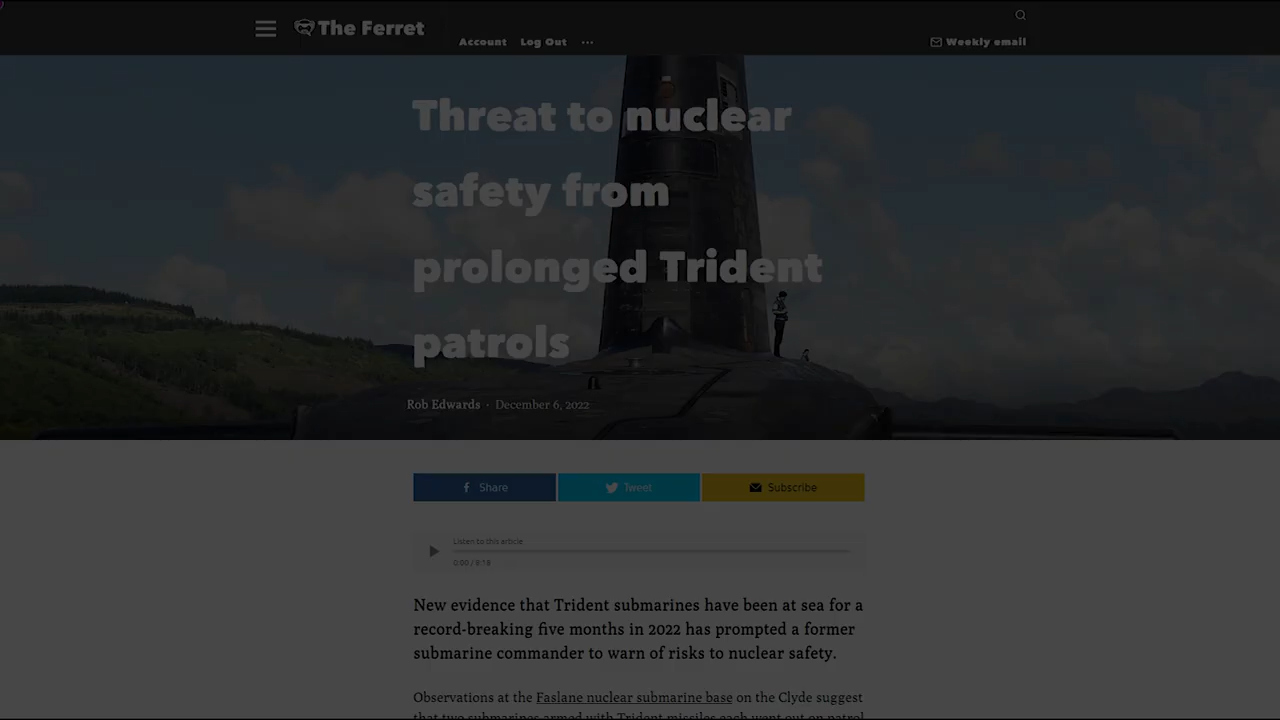 The Ferret
Account Log Out ...
Weekly email
Threat to nuclear
safety from
prolonged Trident
patrols
Rob Edwards · December 6, 2022
Share Tweet Subscribe
Listen to this article
0:00 / 8:18
New evidence that Trident submarines have been at sea for a
record-breaking five months in 2022 has prompted a former
submarine commander to warn of risks to nuclear safety.
Observations at the Faslane nuclear submarine base on the Clyde suggest
that two submarines armed with Trident missiles each went out on patrol